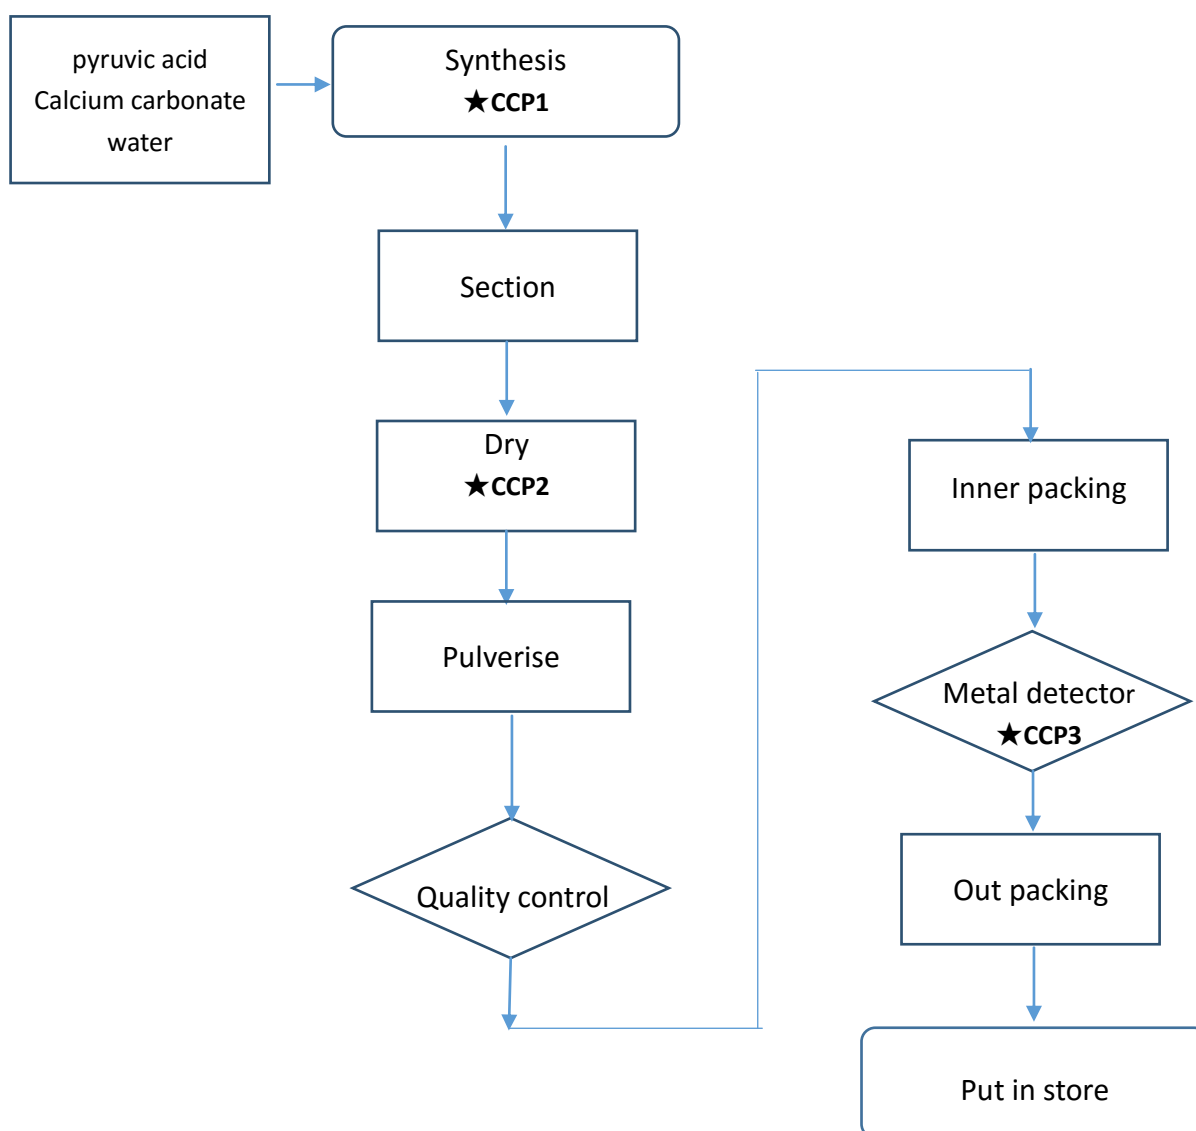 pyruvic acid
Calcium carbonate
water
Synthesis
★CCP1
Section
Dry
★CCP2
Pulverise
Quality control
Inner packing
Metal detector
★CCP3
Out packing
Put in store